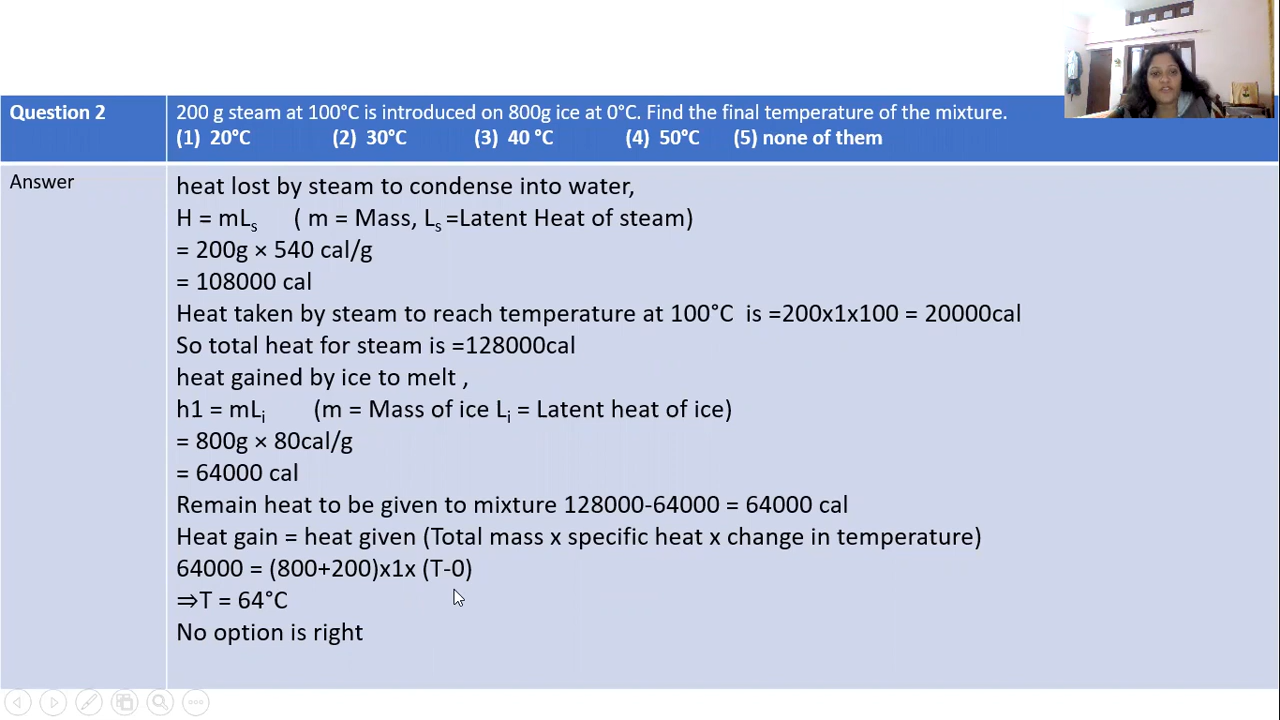 Question 2
200 g steam at 100°C is introduced on 800g ice at 0°C. Find the final temperature of the mixture.
(1) 20°C (2) 30°C (3) 40 °C (4) 50°C (5) none of them
Answer
heat lost by steam to condense into water,
H = mLₛ ( m = Mass, Lₛ =Latent Heat of steam)
= 200g × 540 cal/g
= 108000 cal
Heat taken by steam to reach temperature at 100°C is =200x1x100 = 20000cal
So total heat for steam is =128000cal
heat gained by ice to melt ,
h1 = mLᵢ (m = Mass of ice Lᵢ = Latent heat of ice)
= 800g × 80cal/g
= 64000 cal
Remain heat to be given to mixture 128000-64000 = 64000 cal
Heat gain = heat given (Total mass x specific heat x change in temperature)
64000 = (800+200)x1x (T-0)
⇒T = 64°C
No option is right